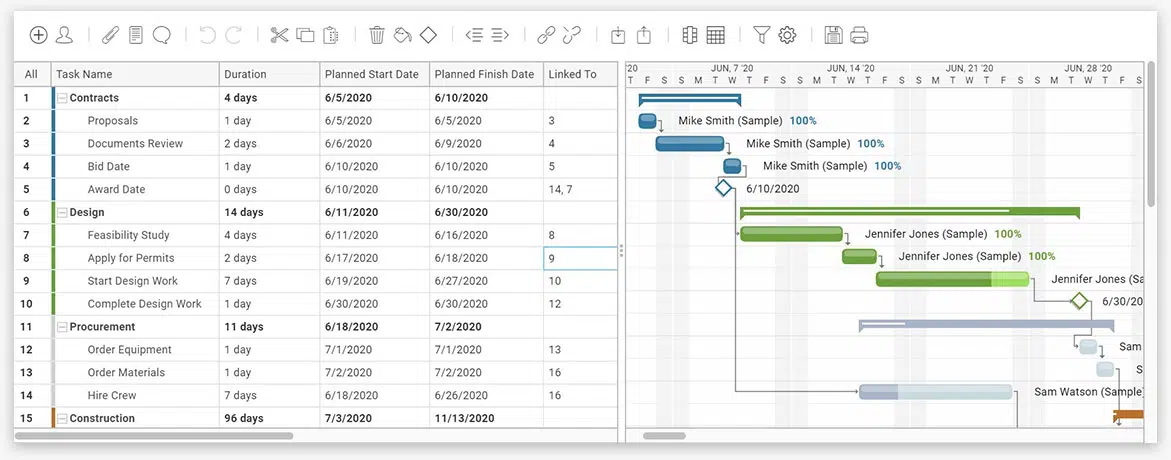 All Task Name Duration Planned Start Date Planned Finish Date Linked To
20 JUN, 7 '20 JUN, 14 '20 JUN, 21 '20 JUN, 28 '20
T F S S M T W T F S S M T W T F S S M T W T F S S M T W T F S
1 Contracts 4 days 6/5/2020 6/10/2020
2 Proposals 1 day 6/5/2020 6/5/2020 3 Mike Smith (Sample) 100%
3 Documents Review 2 days 6/6/2020 6/9/2020 4 Mike Smith (Sample) 100%
4 Bid Date 1 day 6/10/2020 6/10/2020 5 Mike Smith (Sample) 100%
5 Award Date 0 days 6/10/2020 6/10/2020 14, 7 6/10/2020
6 Design 14 days 6/11/2020 6/30/2020
7 Feasibility Study 4 days 6/11/2020 6/16/2020 8 Jennifer Jones (Sample) 100%
8 Apply for Permits 2 days 6/17/2020 6/18/2020 9 Jennifer Jones (Sample) 100%
9 Start Design Work 7 days 6/19/2020 6/27/2020 10 Jennifer Jones (Sa
10 Complete Design Work 1 day 6/30/2020 6/30/2020 12 6/30/20
11 Procurement 11 days 6/18/2020 7/2/2020
12 Order Equipment 1 day 7/1/2020 7/1/2020 13 Sam
13 Order Materials 1 day 7/2/2020 7/2/2020 16 S
14 Hire Crew 7 days 6/18/2020 6/26/2020 16 Sam Watson (Sample)
15 Construction 96 days 7/3/2020 11/13/2020